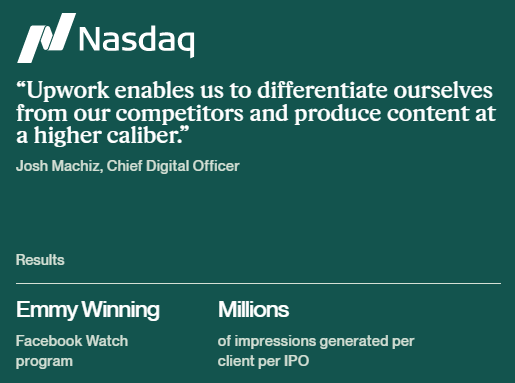 Nasdaq
“Upwork enables us to differentiate ourselves
from our competitors and produce content at
a higher caliber.”
Josh Machiz, Chief Digital Officer
Results
Emmy Winning
Facebook Watch
program
Millions
of impressions generated per
client per IPO